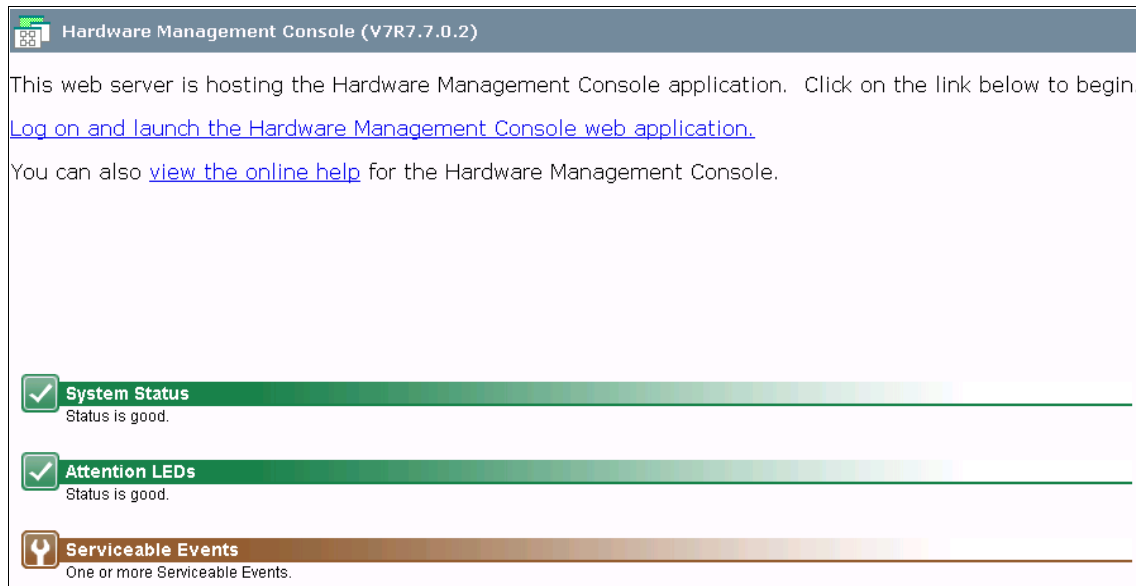 Hardware Management Console (V7R7.7.0.2)
This web server is hosting the Hardware Management Console application. Click on the link below to begin.
Log on and launch the Hardware Management Console web application.
You can also view the online help for the Hardware Management Console.
System Status
Status is good.
Attention LEDs
Status is good.
Serviceable Events
One or more Serviceable Events.